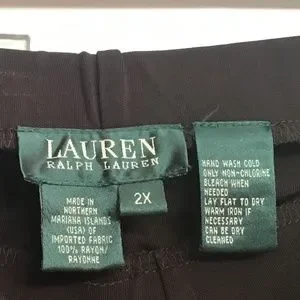 LAUREN
RALPH LAUREN
2X
MADE IN
NORTHERN
MARIANA ISLANDS
(USA) OF
IMPORTED FABRIC
100% RAYON/
RAYONNE
HAND WASH COLD
ONLY NON-CHLORINE
BLEACH WHEN
NEEDED
LAY FLAT TO DRY
WARM IRON IF
NECESSARY
CAN BE DRY
CLEANED